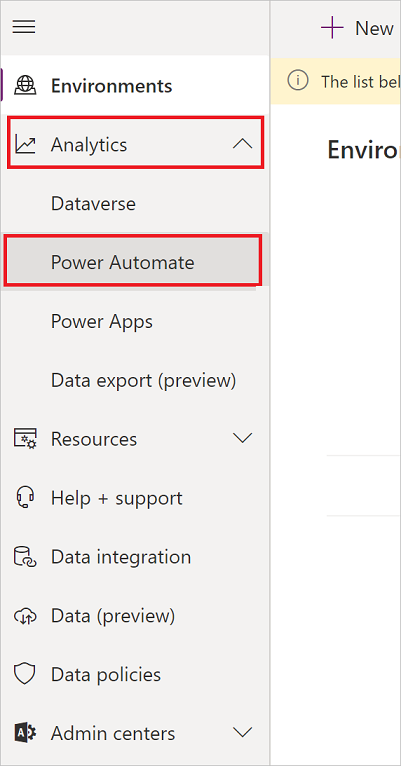 New
Environments
The list bel
Analytics
Environ
Dataverse
Power Automate
Power Apps
Data export (preview)
Resources
Help + support
Data integration
Data (preview)
Data policies
Admin centers